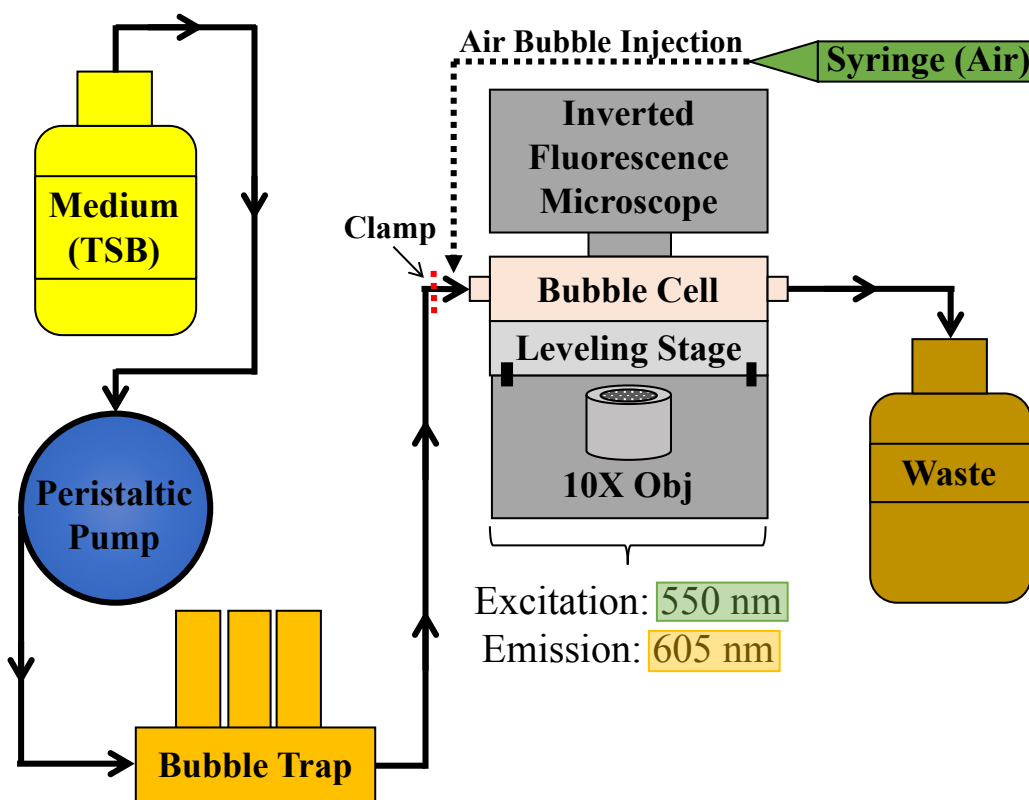 Air Bubble Injection
Syringe (Air)
Medium
(TSB)
Inverted
Fluorescence
Microscope
Clamp
Bubble Cell
Leveling Stage
10X Obj
Waste
Peristaltic
Pump
Excitation: 550 nm
Emission: 605 nm
Bubble Trap